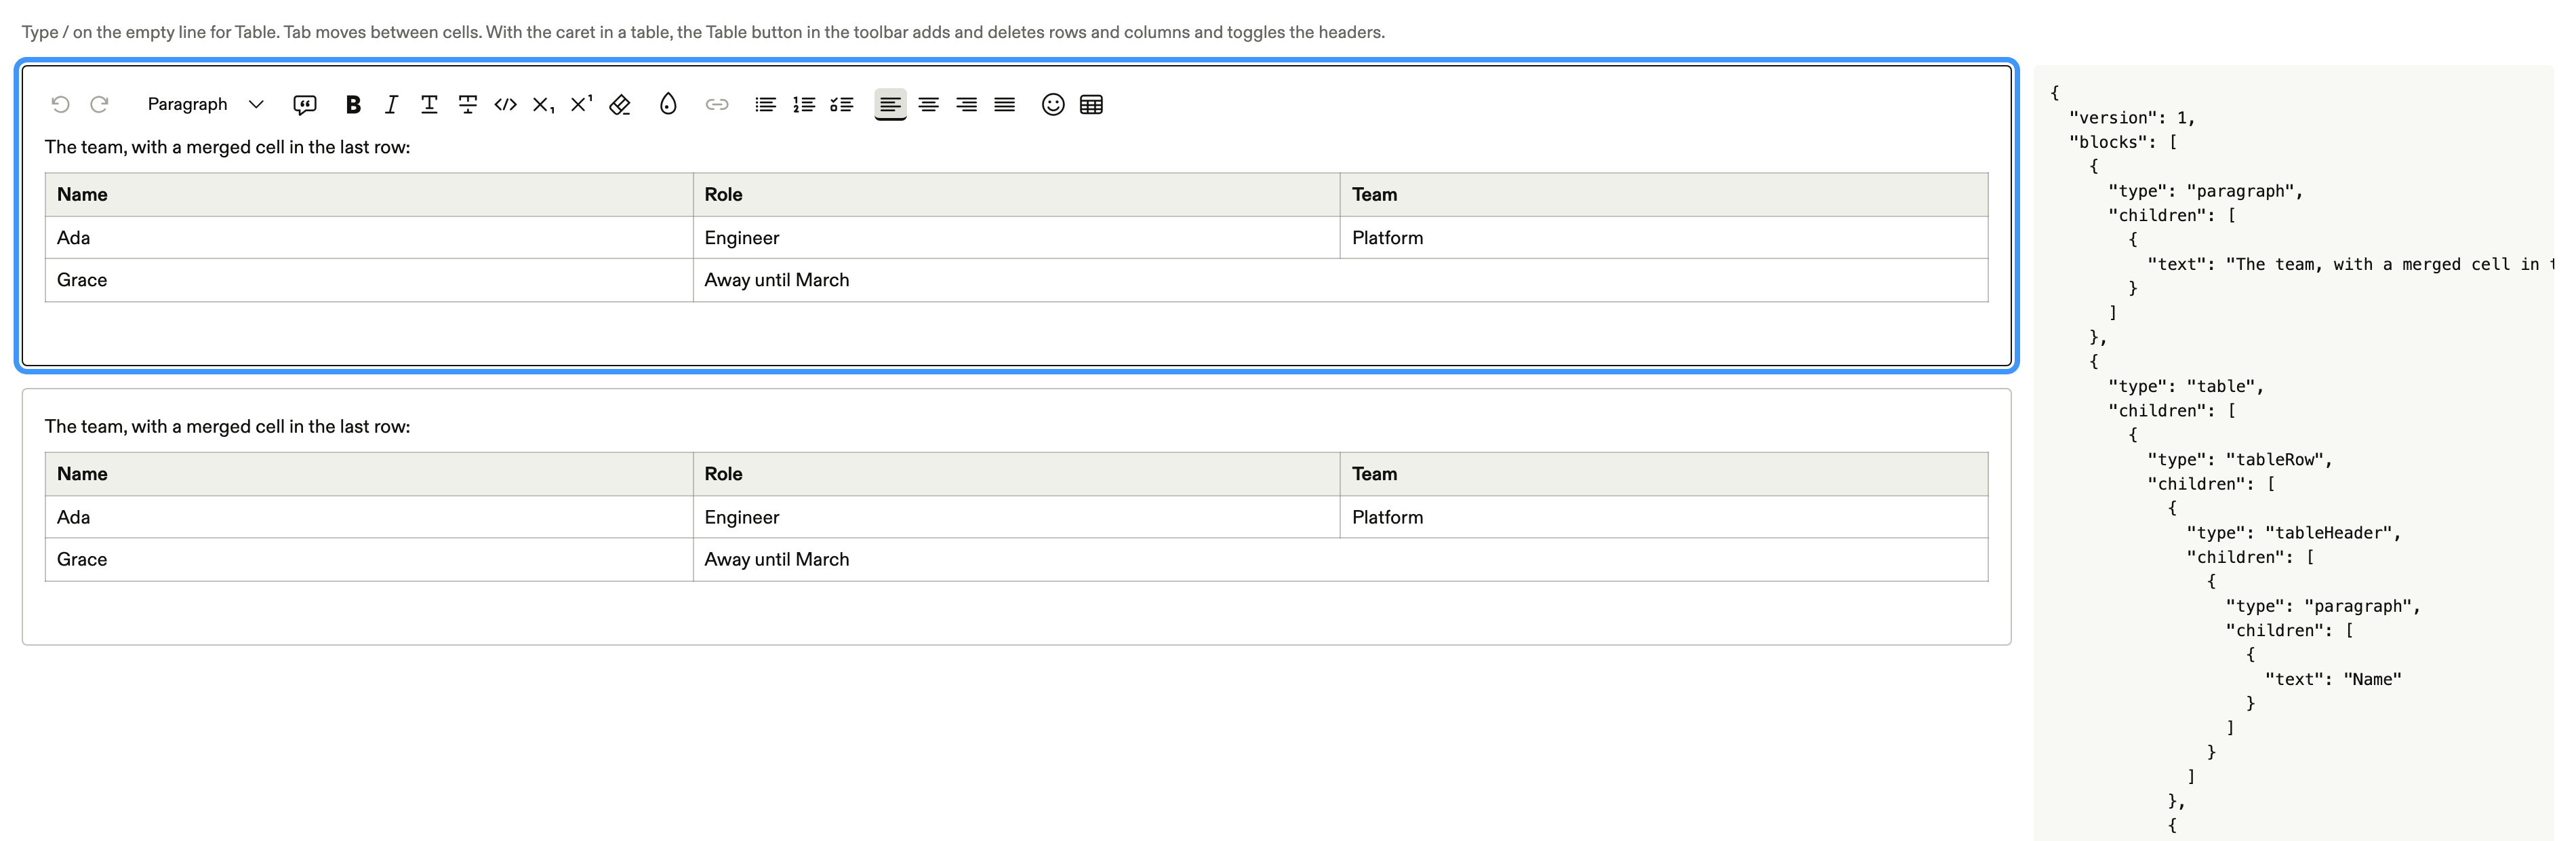 Type / on the empty line for Table. Tab moves between cells. With the caret in a table, the Table button in the toolbar adds and deletes rows and columns and toggles the headers.
Paragraph
The team, with a merged cell in the last row:
Name Role Team
Ada Engineer Platform
Grace Away until March
The team, with a merged cell in the last row:
Name Role Team
Ada Engineer Platform
Grace Away until March
{
"version": 1,
"blocks": [
{
"type": "paragraph",
"children": [
{
"text": "The team, with a merged cell in
}
]
},
{
"type": "table",
"children": [
{
"type": "tableRow",
"children": [
{
"type": "tableHeader",
"children": [
{
"type": "paragraph",
"children": [
{
"text": "Name"
}
]
}
]
},
{